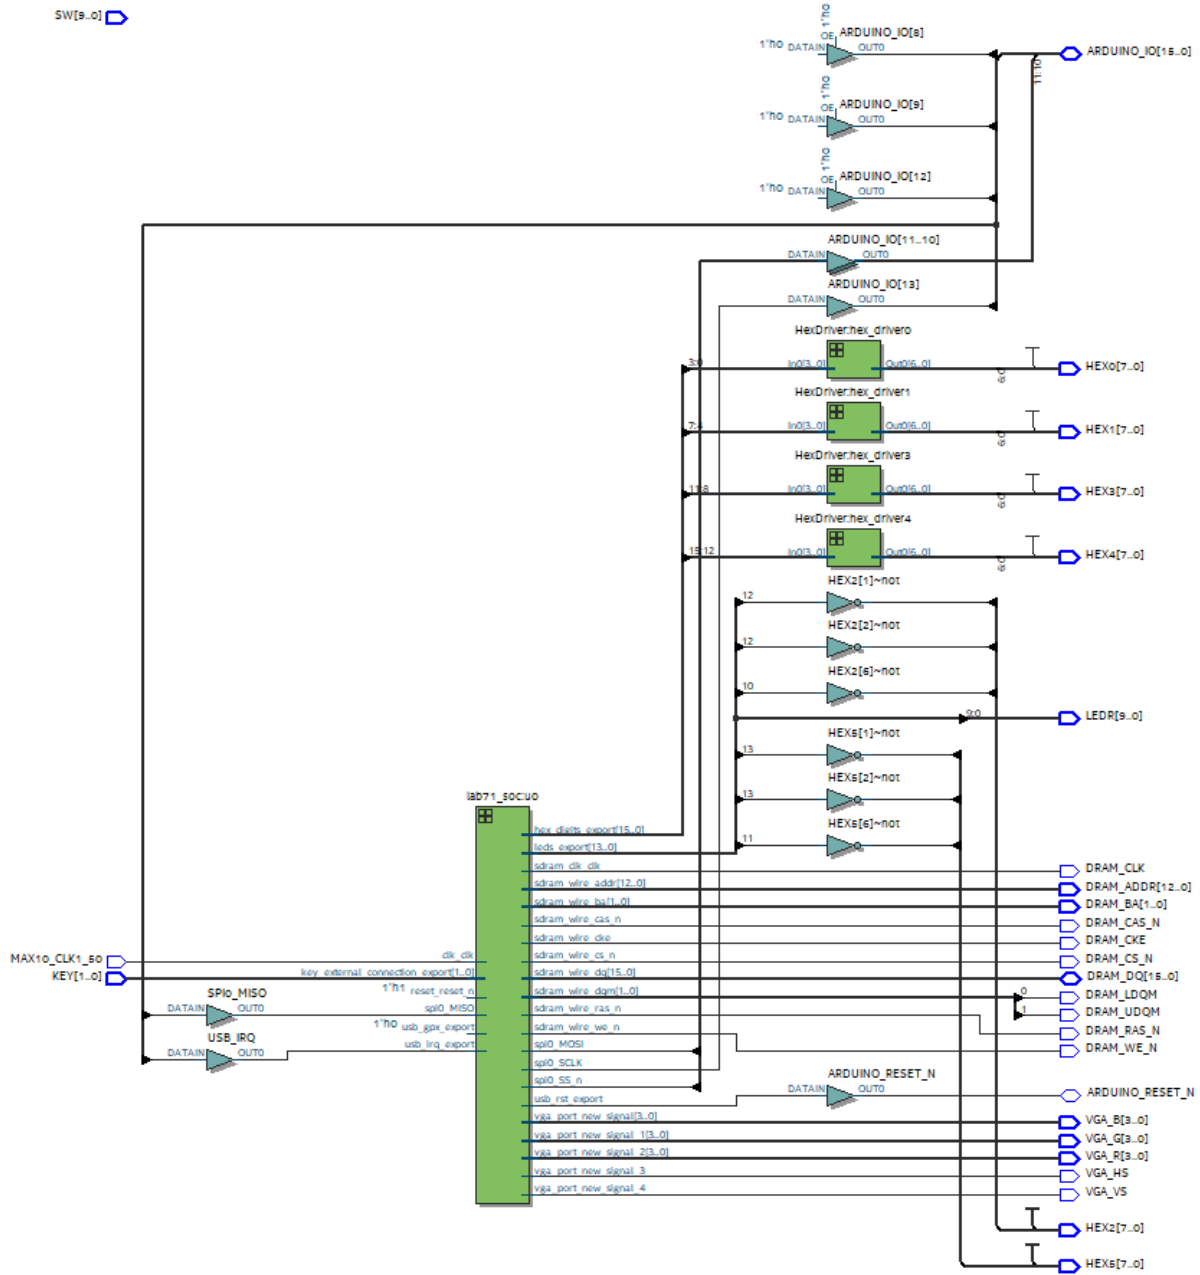 SW[9..0]
1'h0
OE
ARDUINO_IO[8]
1'h0 DATAIN OUT0
ARDUINO_IO[15..0]
11:10
1'h0
OE
ARDUINO_IO[9]
1'h0 DATAIN OUT0
1'h0
OE
ARDUINO_IO[12]
1'h0 DATAIN OUT0
ARDUINO_IO[11..10]
DATAIN OUT0
ARDUINO_IO[13]
DATAIN OUT0
HexDriver:hex_driver0
3:0 In0[3..0] Out0[6..0] 6:0 HEX0[7..0]
HexDriver:hex_driver1
7:4 In0[3..0] Out0[6..0] 6:0 HEX1[7..0]
HexDriver:hex_driver3
11:8 In0[3..0] Out0[6..0] 6:0 HEX3[7..0]
HexDriver:hex_driver4
15:12 In0[3..0] Out0[6..0] 6:0 HEX4[7..0]
HEX2[1]~not
12
HEX2[2]~not
12
HEX2[6]~not
10
9:0 LEDR[9..0]
HEX5[1]~not
13
HEX5[2]~not
13
HEX5[6]~not
11
lab71_soc:u0
hex_digits_export[15..0]
leds_export[13..0]
sdram_clk_clk DRAM_CLK
sdram_wire_addr[12..0] DRAM_ADDR[12..0]
sdram_wire_ba[1..0] DRAM_BA[1..0]
sdram_wire_cas_n DRAM_CAS_N
sdram_wire_cke DRAM_CKE
MAX10_CLK1_50 clk_clk sdram_wire_cs_n DRAM_CS_N
KEY[1..0] key_external_connection_export[1..0] sdram_wire_dq[15..0] DRAM_DQ[15..0]
1'h1 reset_reset_n sdram_wire_dqm[1..0] 0 DRAM_LDQM
SPI0_MISO
DATAIN OUT0 spi0_MISO sdram_wire_ras_n 1 DRAM_UDQM
1'h0 usb_gpx_export sdram_wire_we_n DRAM_RAS_N
USB_IRQ
DATAIN OUT0 usb_irq_export spi0_MOSI DRAM_WE_N
spi0_SCLK
spi0_SS_n
ARDUINO_RESET_N
usb_rst_export DATAIN OUT0 ARDUINO_RESET_N
vga_port_new_signal[3..0] VGA_B[3..0]
vga_port_new_signal_1[3..0] VGA_G[3..0]
vga_port_new_signal_2[3..0] VGA_R[3..0]
vga_port_new_signal_3 VGA_HS
vga_port_new_signal_4 VGA_VS
HEX2[7..0]
HEX5[7..0]